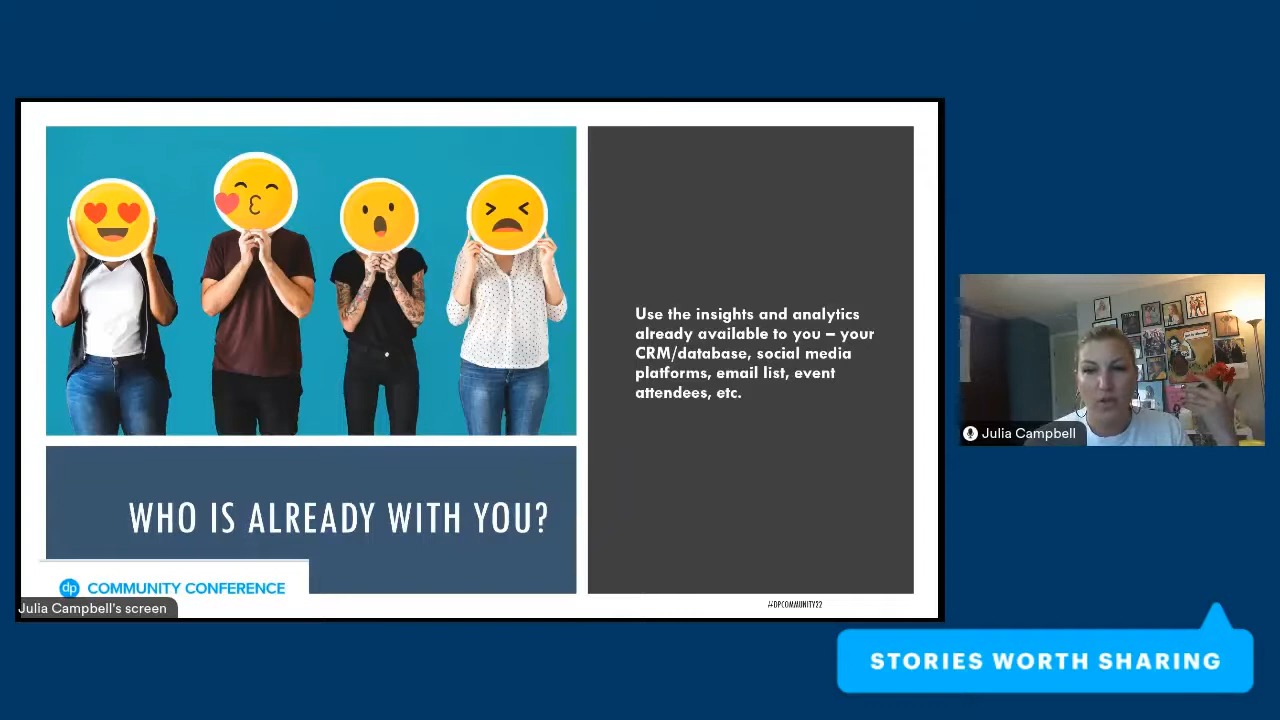 Use the insights and analytics
already available to you – your
CRM/database, social media
platforms, email list, event
attendees, etc.
WHO IS ALREADY WITH YOU?
dp COMMUNITY CONFERENCE
Julia Campbell's screen
#DPCOMMUNITY22
Julia Campbell
STORIES WORTH SHARING